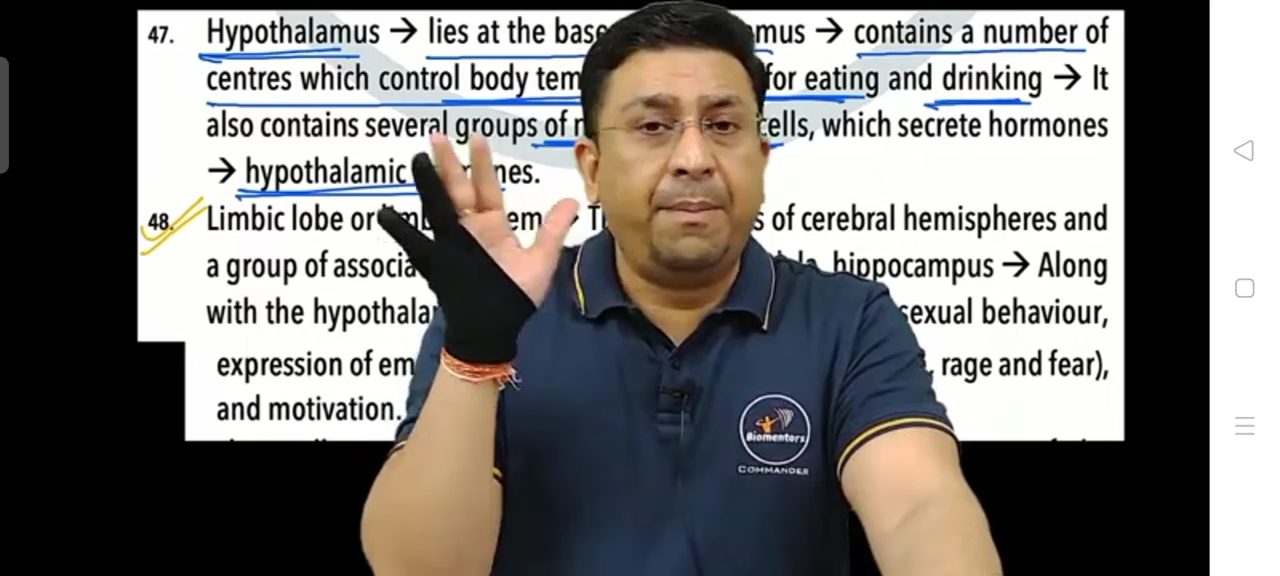 47. Hypothalamus → lies at the base mus → contains a number of
centres which control body tem for eating and drinking → It
also contains several groups of cells, which secrete hormones
→ hypothalamic nes.
48. Limbic lobe or em → of cerebral hemispheres and
a group of associa hippocampus → Along
with the hypothala sexual behaviour,
expression of em , rage and fear),
and motivation.
Biomentors
COMMANDER